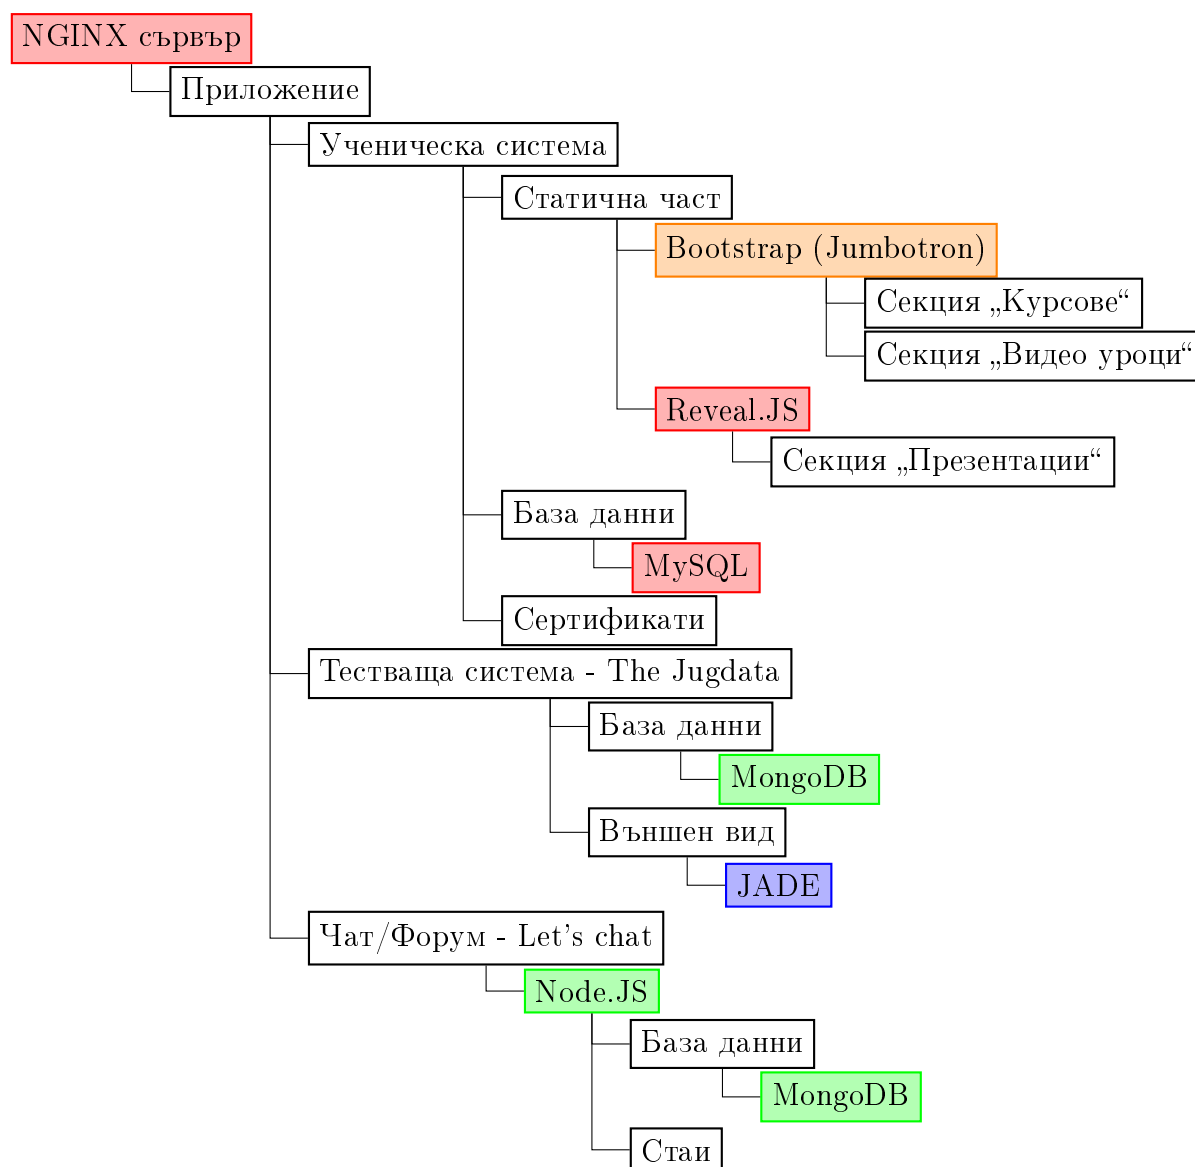 NGINX сървър
Приложение
Ученическа система
Статична част
Bootstrap (Jumbotron)
Секция „Курсове“
Секция „Видео уроци“
Reveal.JS
Секция „Презентации“
База данни
MySQL
Сертификати
Тестваща система - The Jugdata
База данни
MongoDB
Външен вид
JADE
Чат/Форум - Let's chat
Node.JS
База данни
MongoDB
Стаи